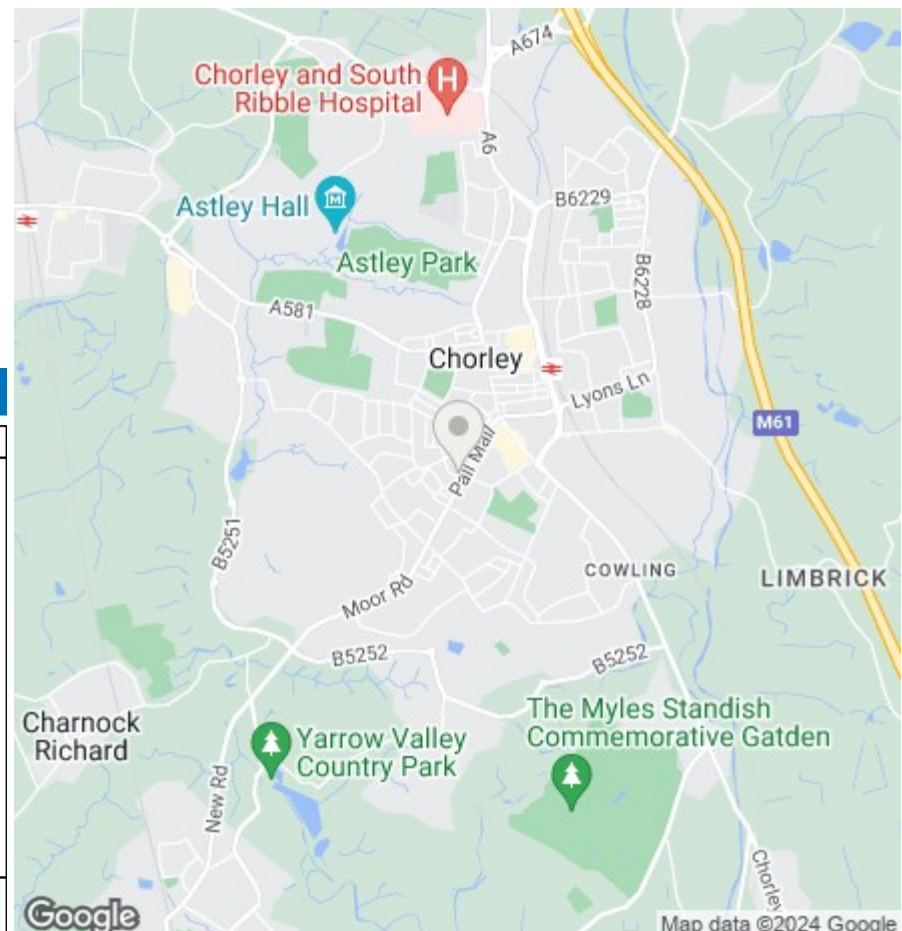 A674
Chorley and South
Ribble Hospital
H
A6
B6229
Astley Hall
M
Astley Park
B6228
A581
Chorley
Lyons Ln
M61
Pall Mall
B5251
COWLING
LIMBRICK
Moor Rd
B5252
B5252
The Myles Standish
Commemorative Gatden
Charnock
Richard
Yarrow Valley
Country Park
New Rd
Chorley
Google
Map data ©2024 Google